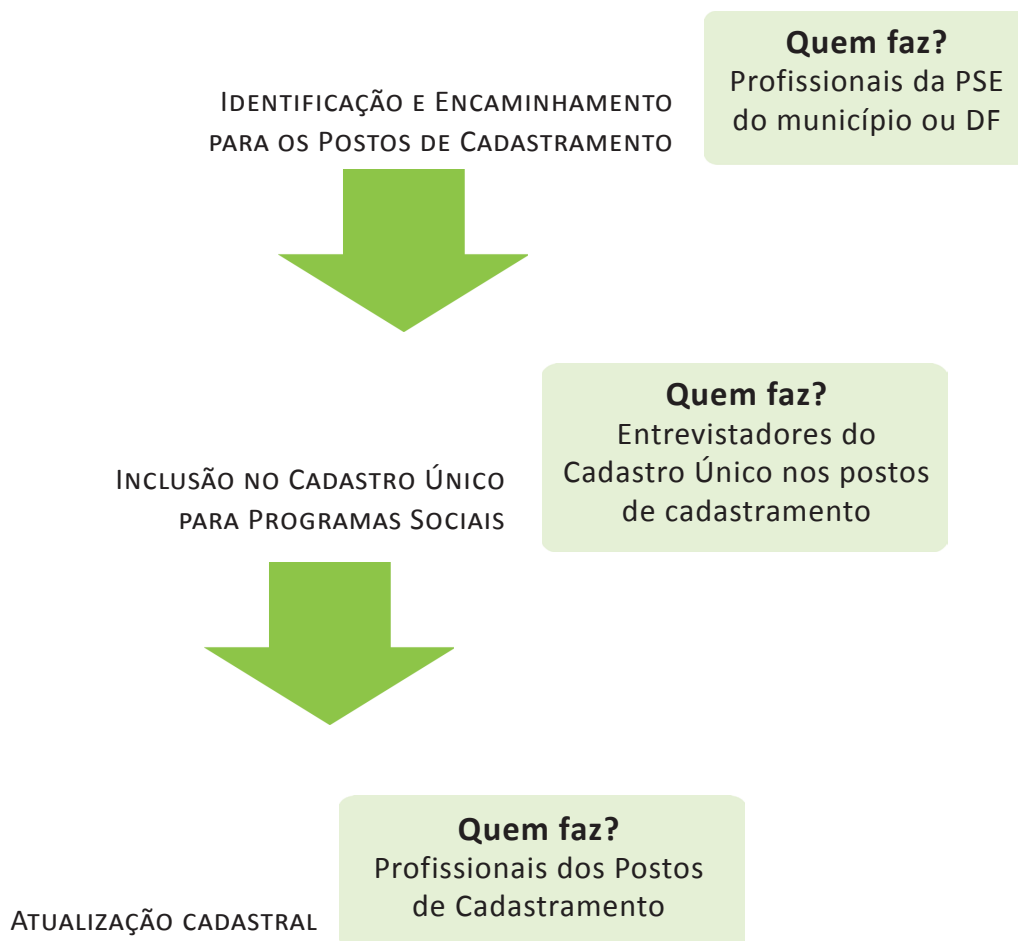 Quem faz?
Profissionais da PSE
do município ou DF
Identificação e Encaminhamento
para os Postos de Cadastramento
Quem faz?
Entrevistadores do
Cadastro Único nos postos
de cadastramento
Inclusão no Cadastro Único
para Programas Sociais
Quem faz?
Profissionais dos Postos
de Cadastramento
Atualização cadastral